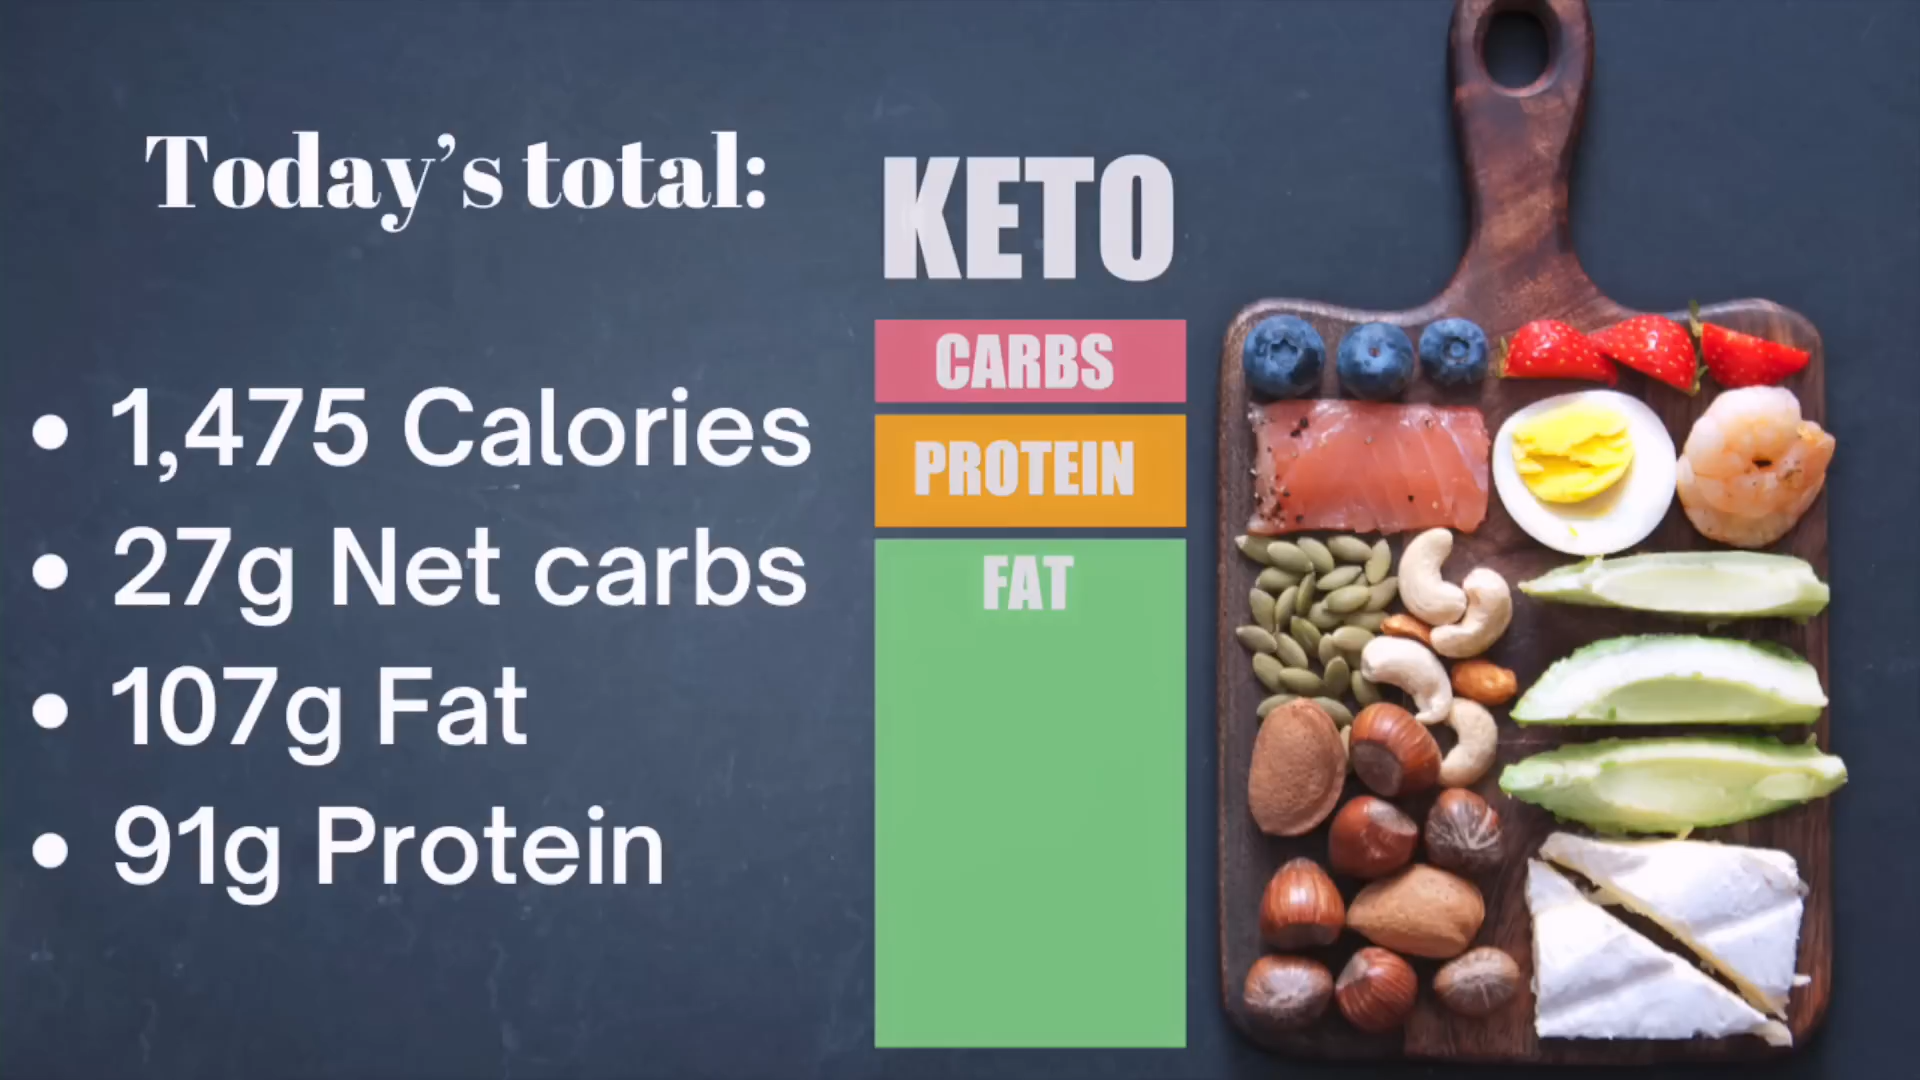 Today's total:
• 1,475 Calories
• 27g Net carbs
• 107g Fat
• 91g Protein
KETO
CARBS
PROTEIN
FAT